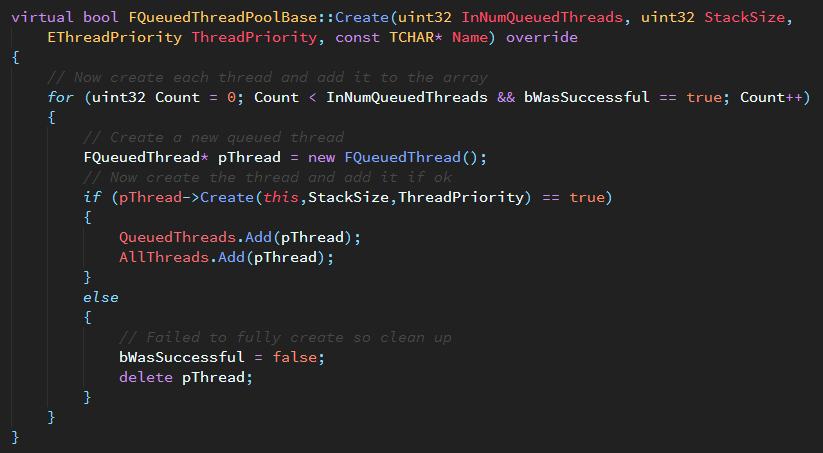 virtual bool FQueuedThreadPoolBase::Create(uint32 InNumQueuedThreads, uint32 StackSize,
    EThreadPriority ThreadPriority, const TCHAR* Name) override
{
    // Now create each thread and add it to the array
    for (uint32 Count = 0; Count < InNumQueuedThreads && bWasSuccessful == true; Count++)
    {
        // Create a new queued thread
        FQueuedThread* pThread = new FQueuedThread();
        // Now create the thread and add it if ok
        if (pThread->Create(this,StackSize,ThreadPriority) == true)
        {
            QueuedThreads.Add(pThread);
            AllThreads.Add(pThread);
        }
        else
        {
            // Failed to fully create so clean up
            bWasSuccessful = false;
            delete pThread;
        }
    }
}